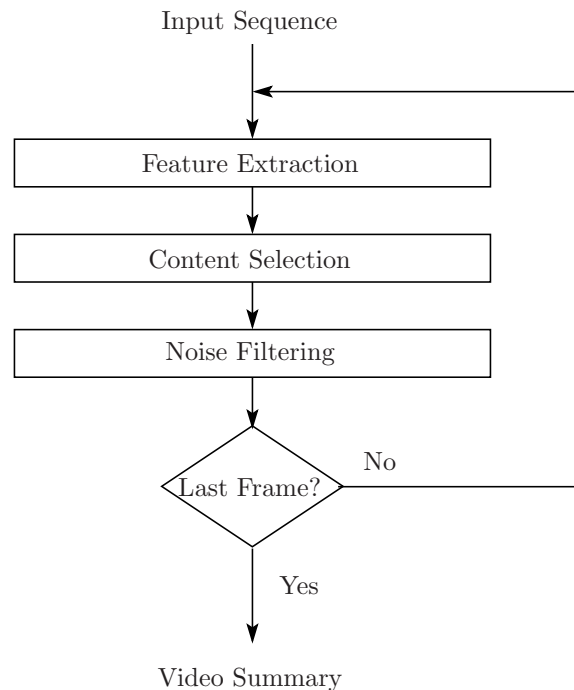 Input Sequence
Feature Extraction
Content Selection
Noise Filtering
Last Frame?
No
Yes
Video Summary